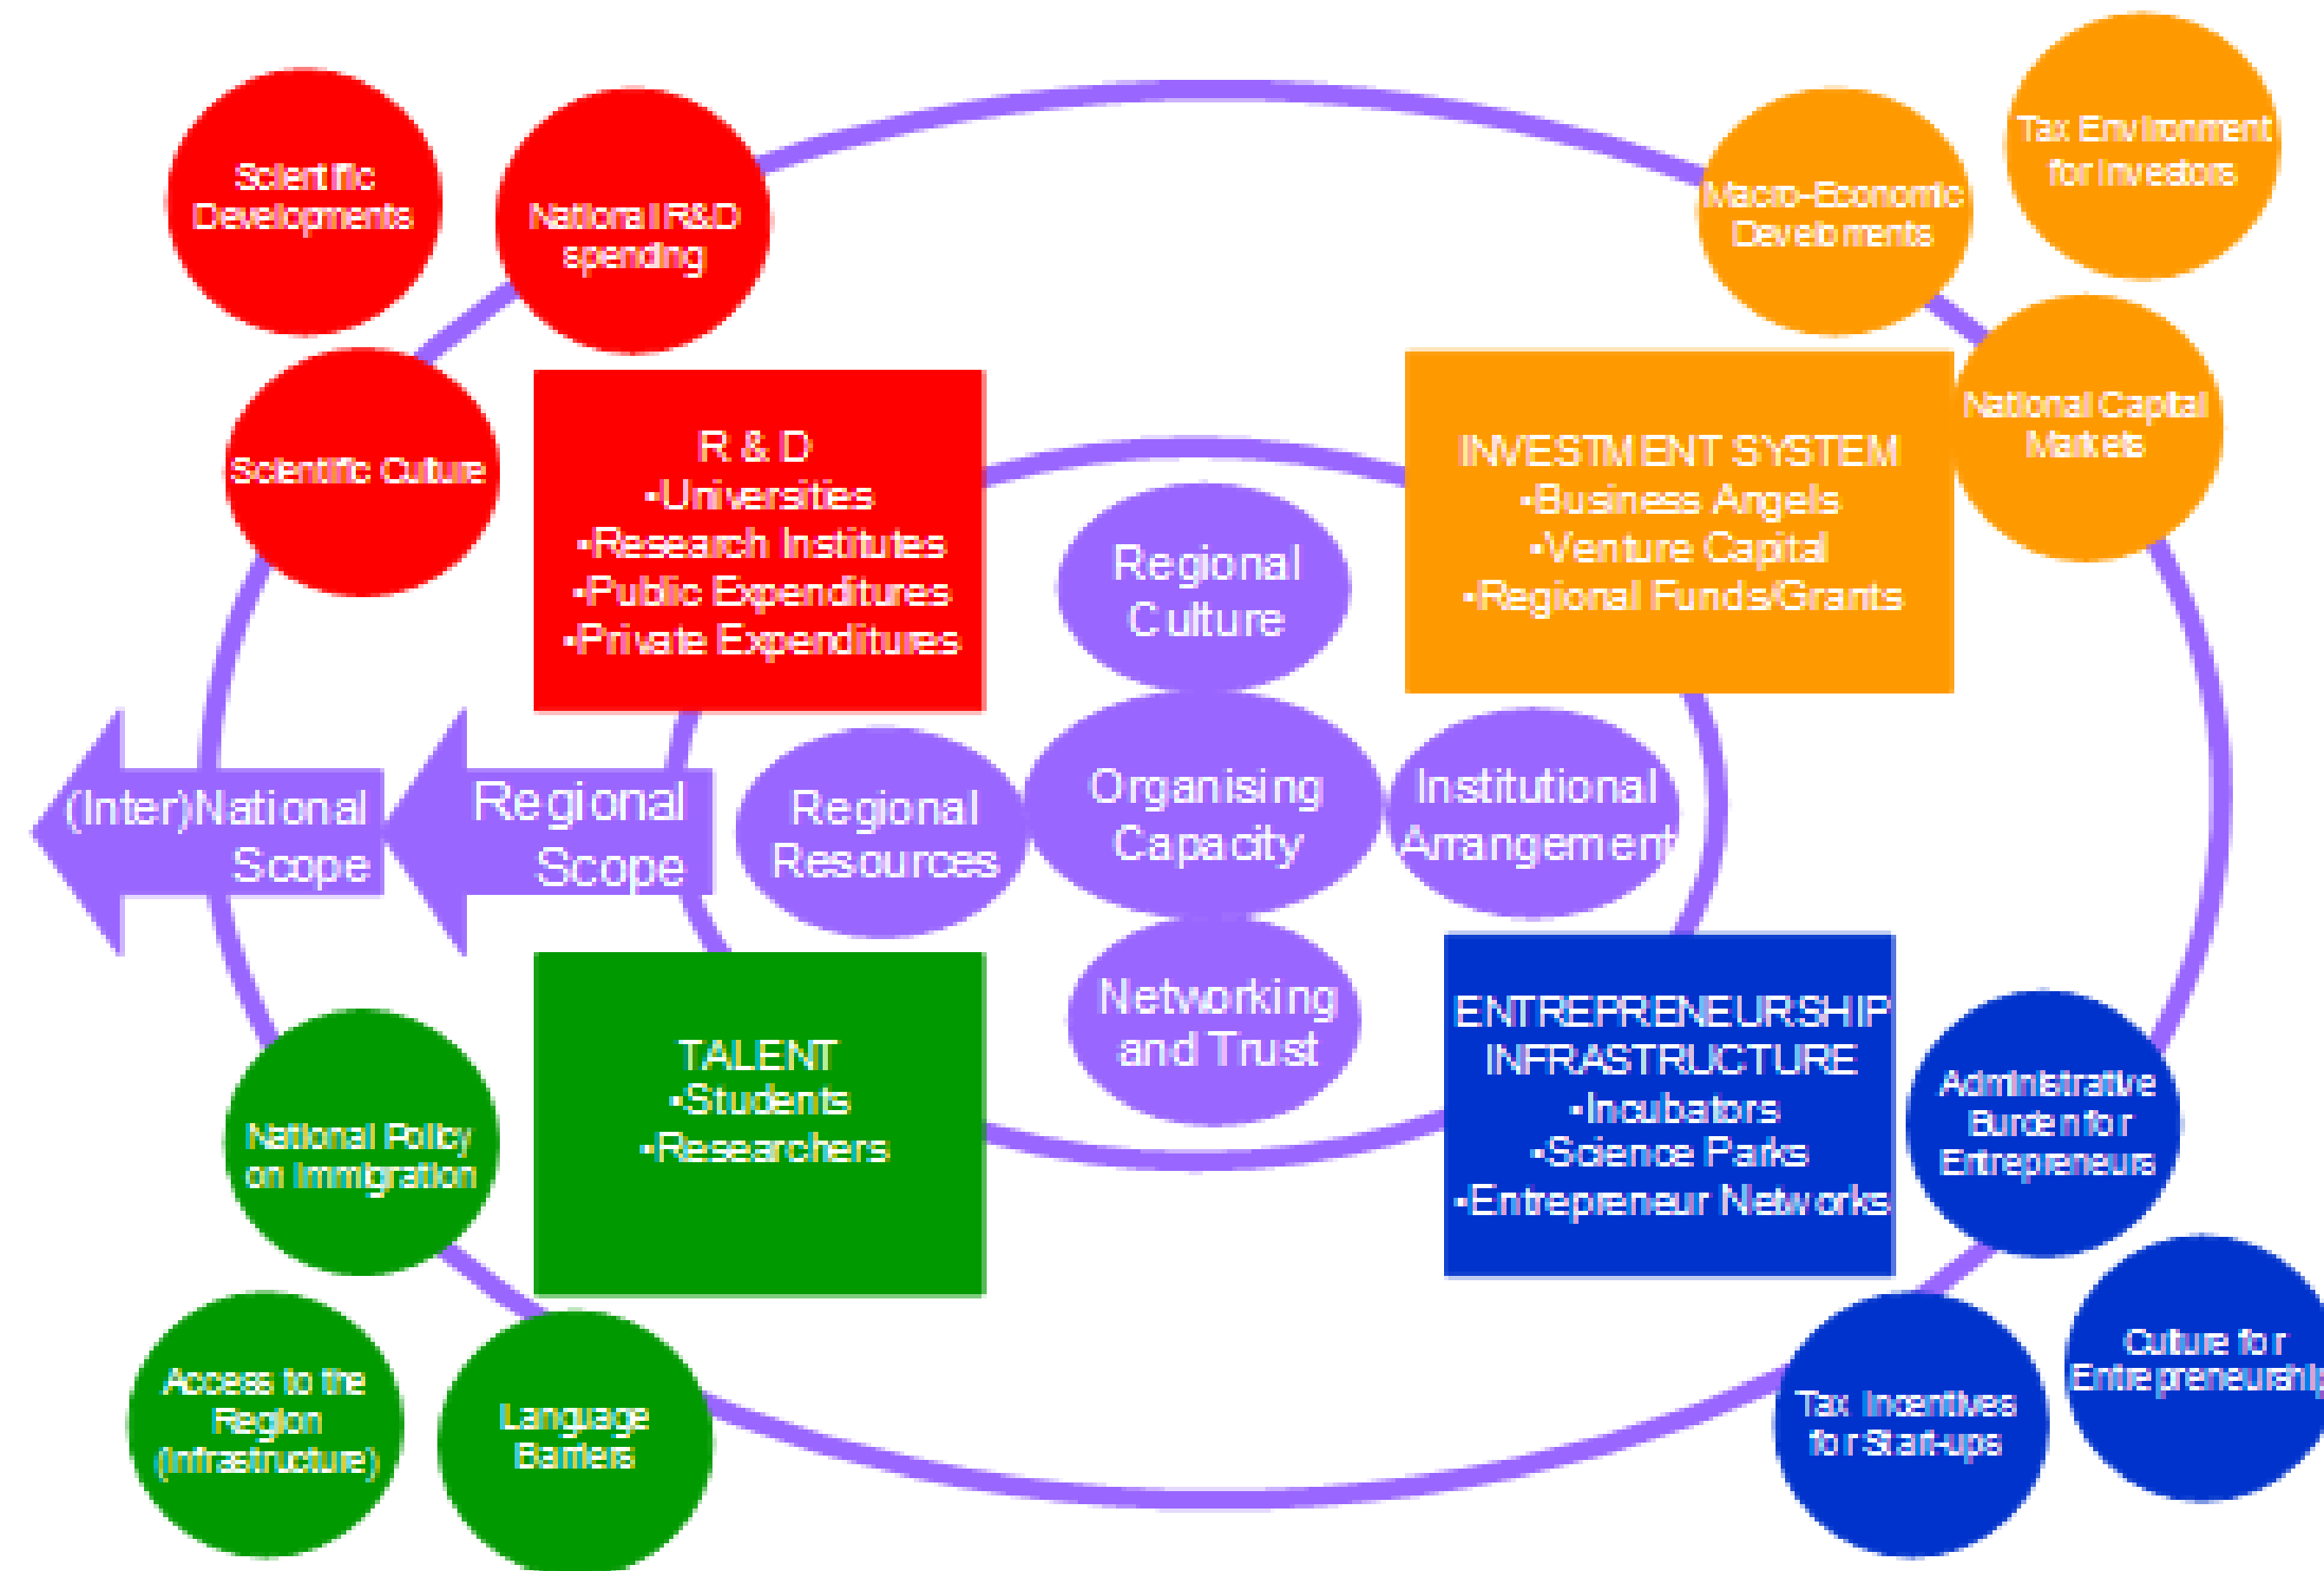 Scientific
Developments
National R&D
spending
Scientific Culture
Macro-Economic
Develoments
Tax Environment
for Investors
National Capital
Markets
R & D
•Universities
•Research Institutes
•Public Expenditures
•Private Expenditures
INVESTMENT SYSTEM
•Business Angels
•Venture Capital
•Regional Funds/Grants
Regional
Culture
(Inter)National
Scope
Regional
Scope
Regional
Resources
Organising
Capacity
Institutional
Arrangement
Networking
and Trust
TALENT
•Students
•Researchers
ENTREPRENEURSHIP
INFRASTRUCTURE
•Incubators
•Science Parks
•Entrepreneur Networks
National Policy
on Immigration
Access to the
Region
(Infrastructure)
Language
Barriers
Administrative
Burden for
Entrepreneurs
Culture for
Entrepreneurship
Tax Incentives
for Start-ups